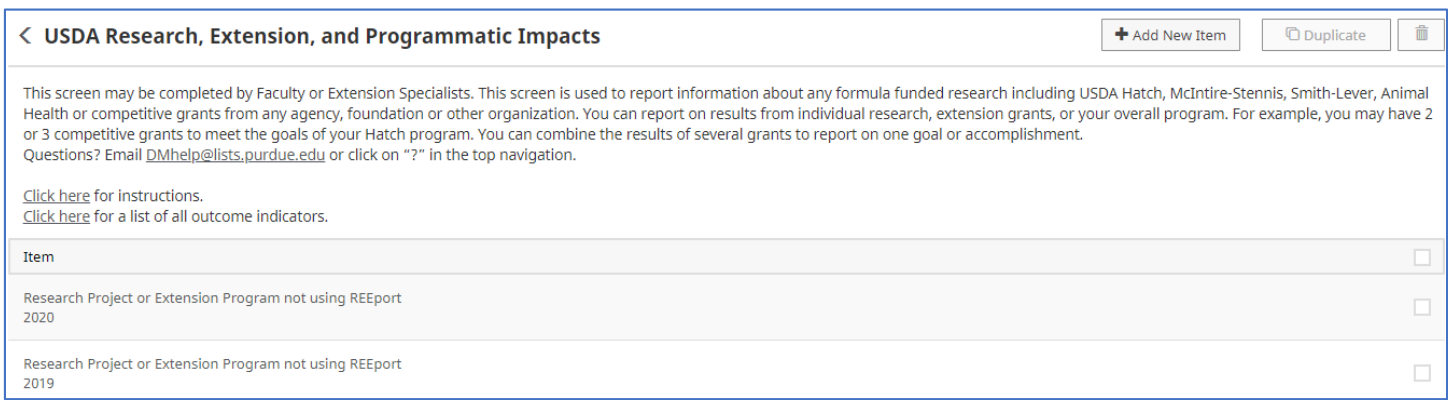 < USDA Research, Extension, and Programmatic Impacts
+ Add New Item
Duplicate
This screen may be completed by Faculty or Extension Specialists. This screen is used to report information about any formula funded research including USDA Hatch, McIntire-Stennis, Smith-Lever, Animal
Health or competitive grants from any agency, foundation or other organization. You can report on results from individual research, extension grants, or your overall program. For example, you may have 2
or 3 competitive grants to meet the goals of your Hatch program. You can combine the results of several grants to report on one goal or accomplishment.
Questions? Email DMhelp@lists.purdue.edu or click on "?" in the top navigation.
Click here for instructions.
Click here for a list of all outcome indicators.
Item
Research Project or Extension Program not using REEport
2020
Research Project or Extension Program not using REEport
2019